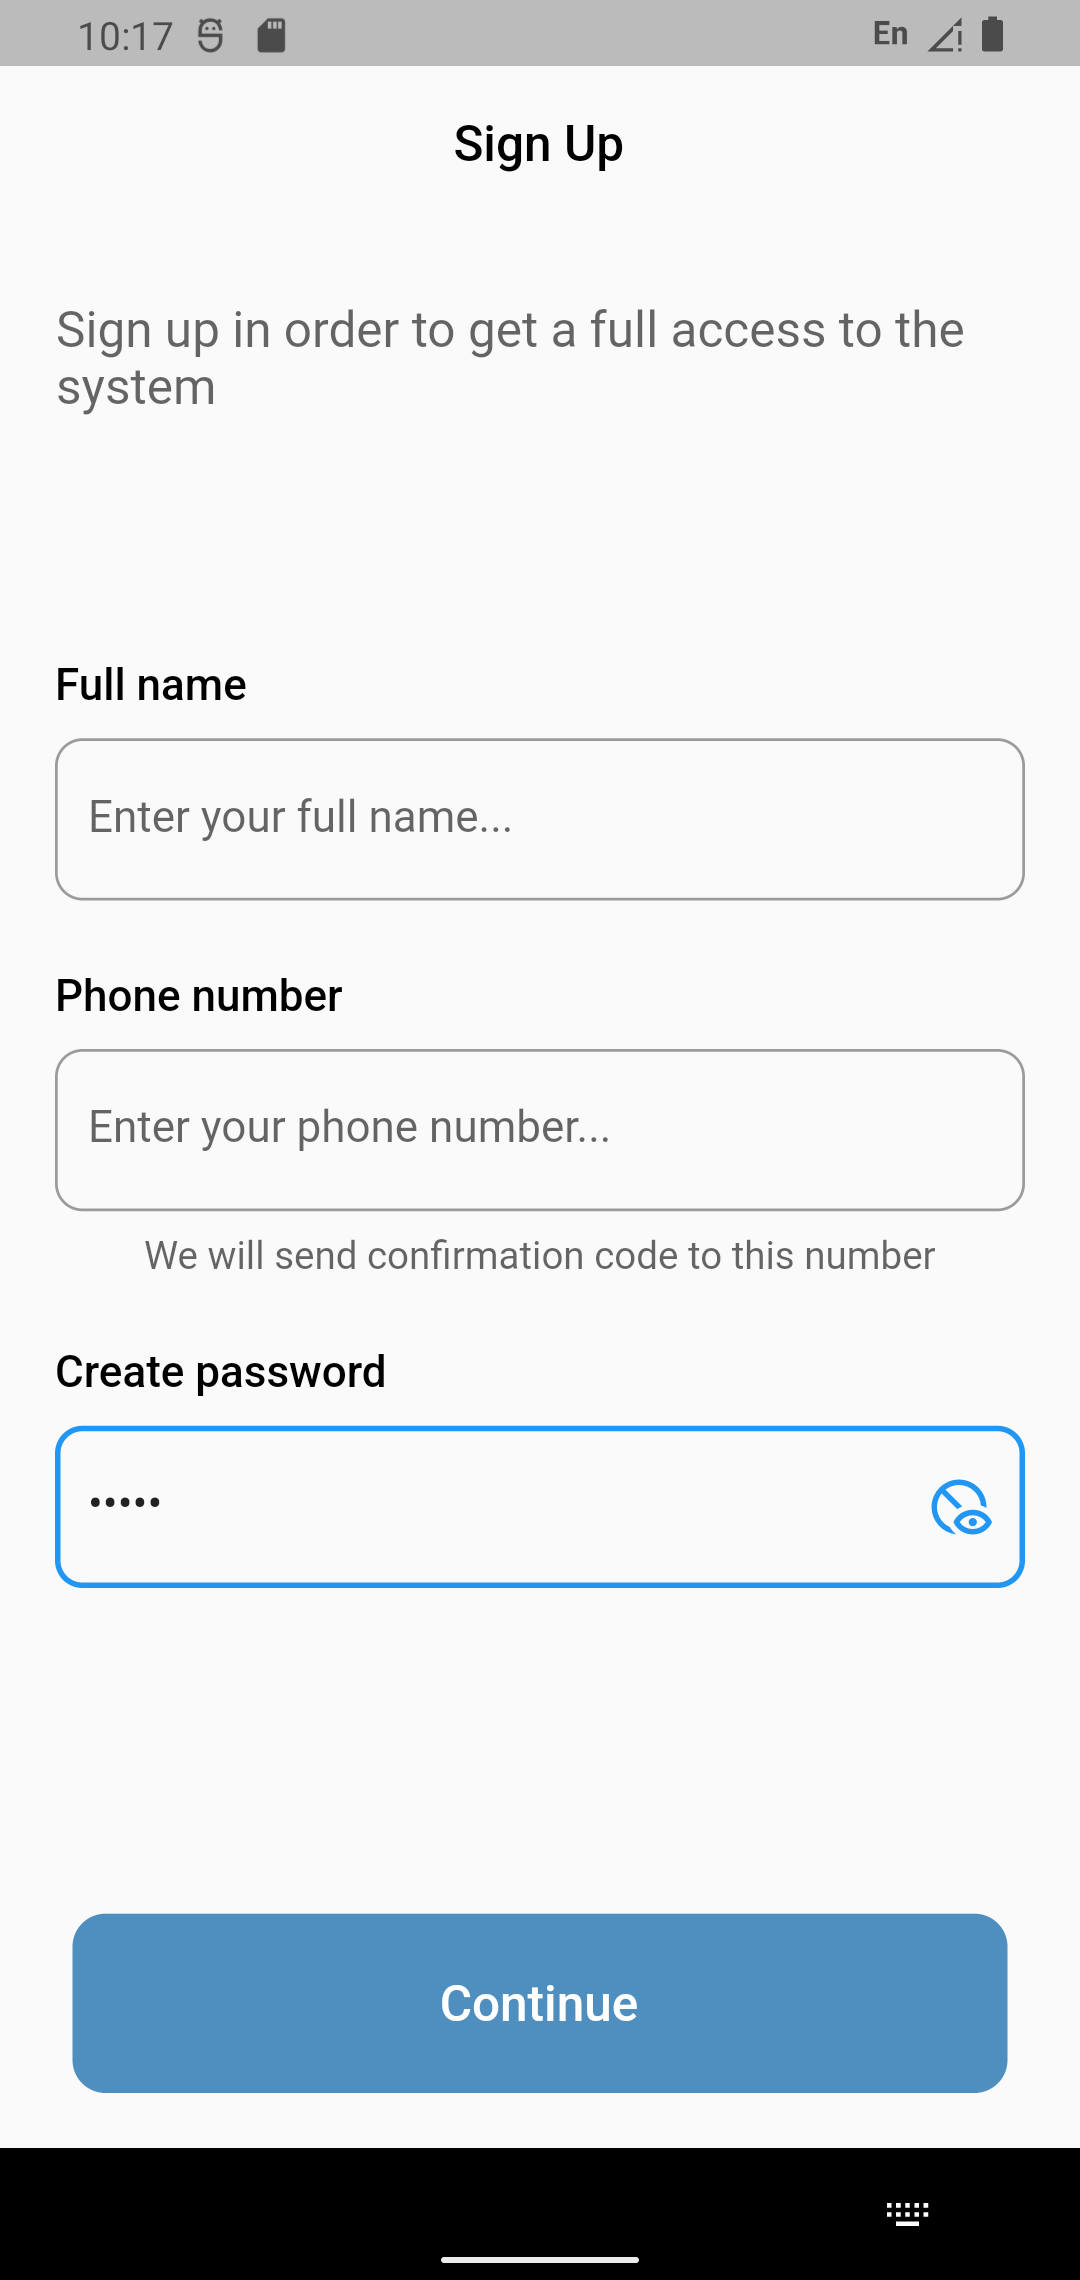 10:17
En
Sign Up
Sign up in order to get a full access to the
system
Full name
Enter your full name...
Phone number
Enter your phone number...
We will send confirmation code to this number
Create password
•••••
Continue